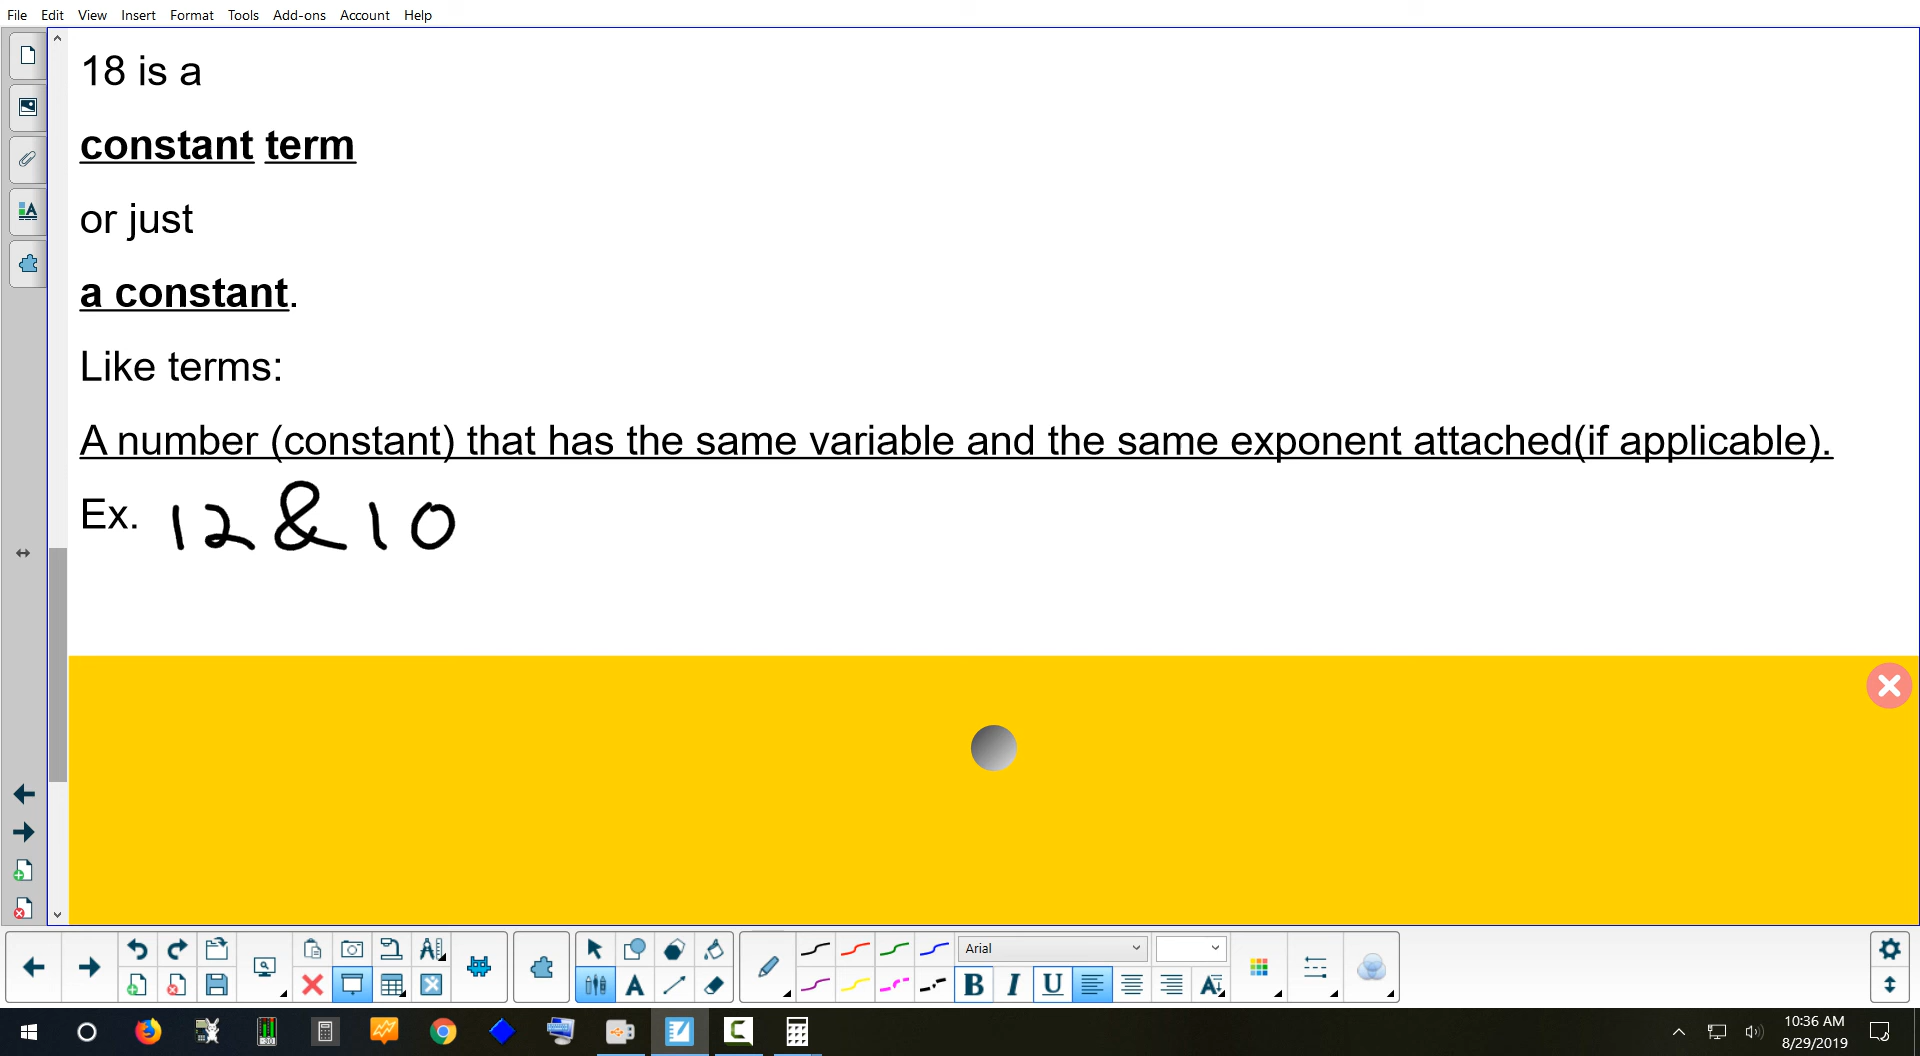 File Edit View Insert Format Tools Add-ons Account Help
18 is a
constant term
or just
a constant.
Like terms:
A number (constant) that has the same variable and the same exponent attached(if applicable).
Ex. 12 & 10
Arial
B I U A
10:36 AM
8/29/2019